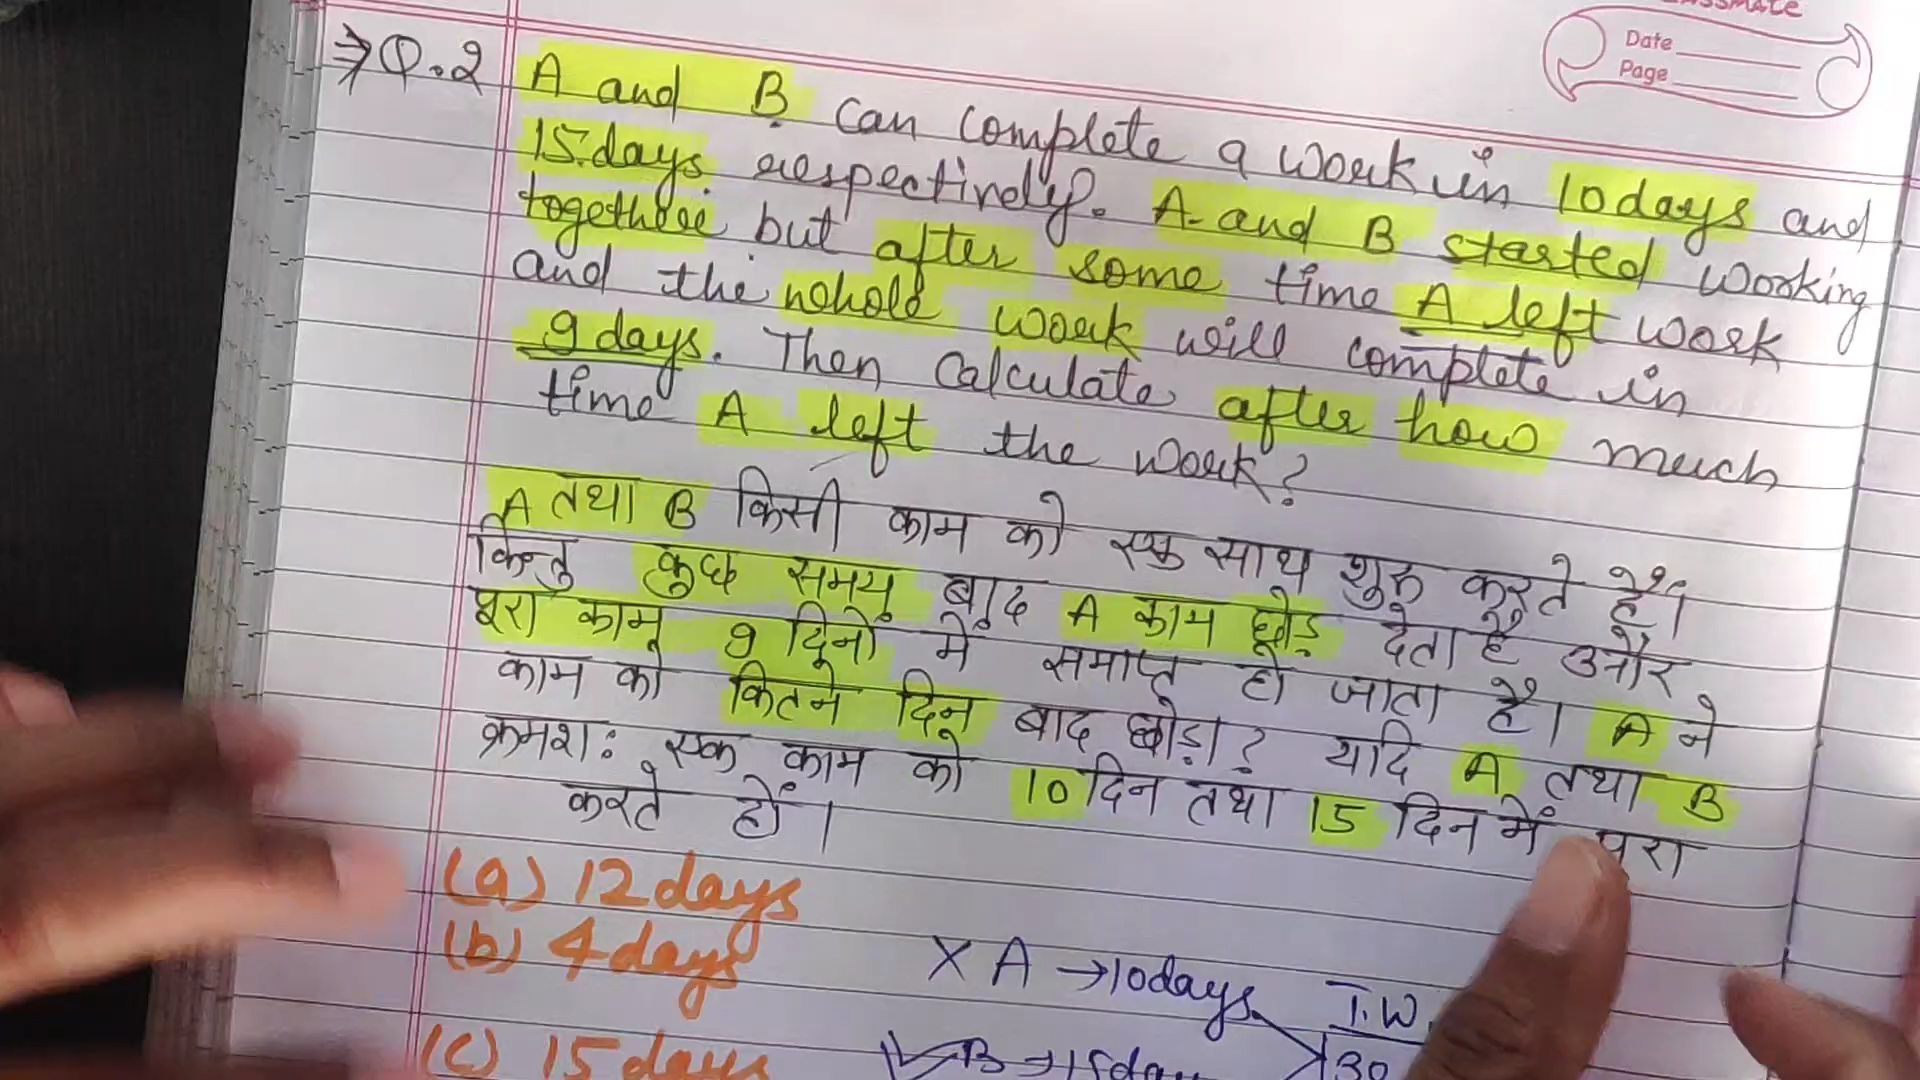 Date
Page
⇒ Q.2 A and B can complete a work in 10 days and
15 days respectively. A and B started working
together but after some time A left work
and the whole work will complete in
9 days. Then calculate after how much
time A left the work?
A तथा B किसी काम को एक साथ शुरु करते हैं।
किन्तु कुछ समय बाद A काम छोड़ देता है और
पूरा काम 9 दिनों में समाप्त हो जाता है। A ने
काम को कितने दिन बाद छोड़ा? यदि A तथा B
क्रमश: एक काम को 10 दिन तथा 15 दिन में पूरा
करते हों।
(a) 12 days
(b) 4 days
X A → 10 days
T.W.
(c) 15 days
B → 15 day
30